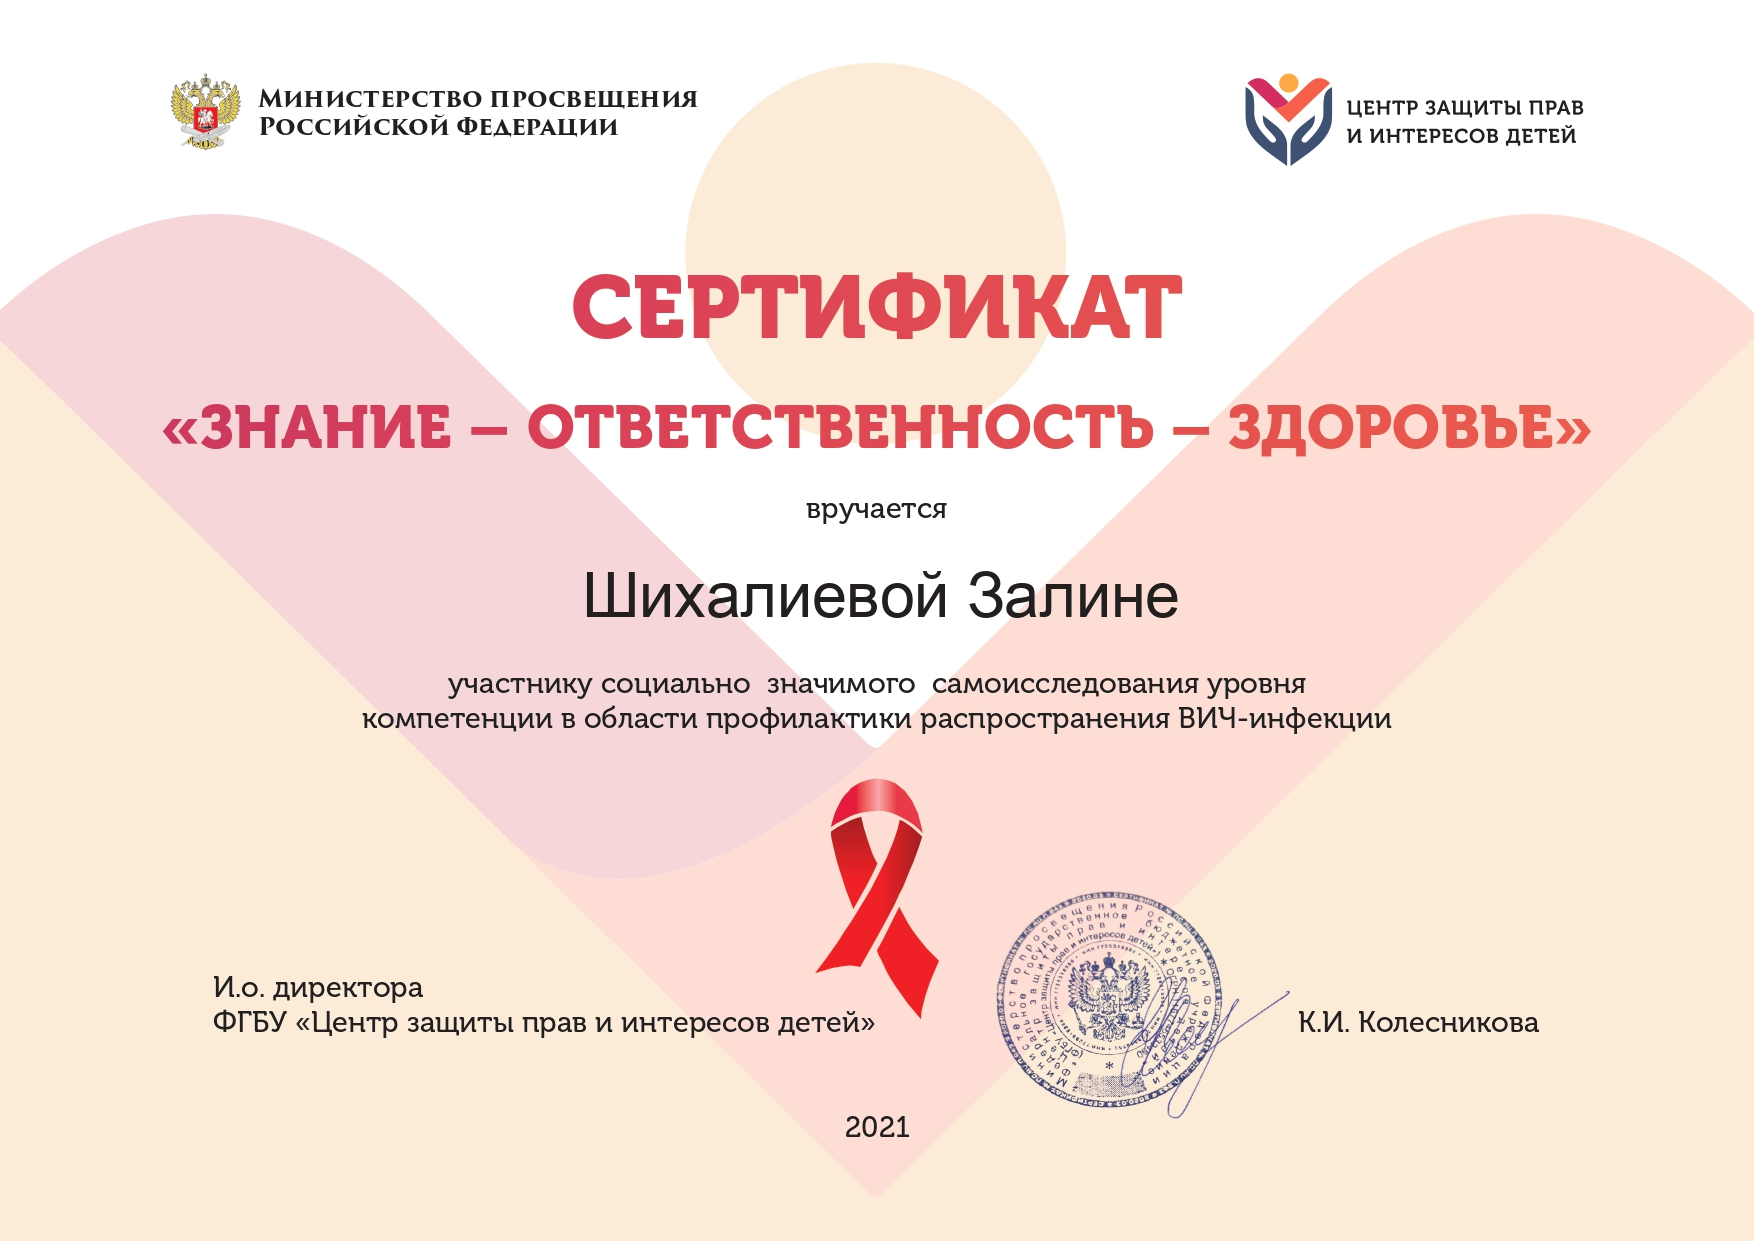 МИНИСТЕРСТВО ПРОСВЕЩЕНИЯ
РОССИЙСКОЙ ФЕДЕРАЦИИ
ЦЕНТР ЗАЩИТЫ ПРАВ
И ИНТЕРЕСОВ ДЕТЕЙ
СЕРТИФИКАТ
«ЗНАНИЕ – ОТВЕТСТВЕННОСТЬ – ЗДОРОВЬЕ»
вручается
Шихалиевой Залине
участнику социально значимого самоисследования уровня
компетенции в области профилактики распространения ВИЧ-инфекции
И.о. директора
ФГБУ «Центр защиты прав и интересов детей»
К.И. Колесникова
2021